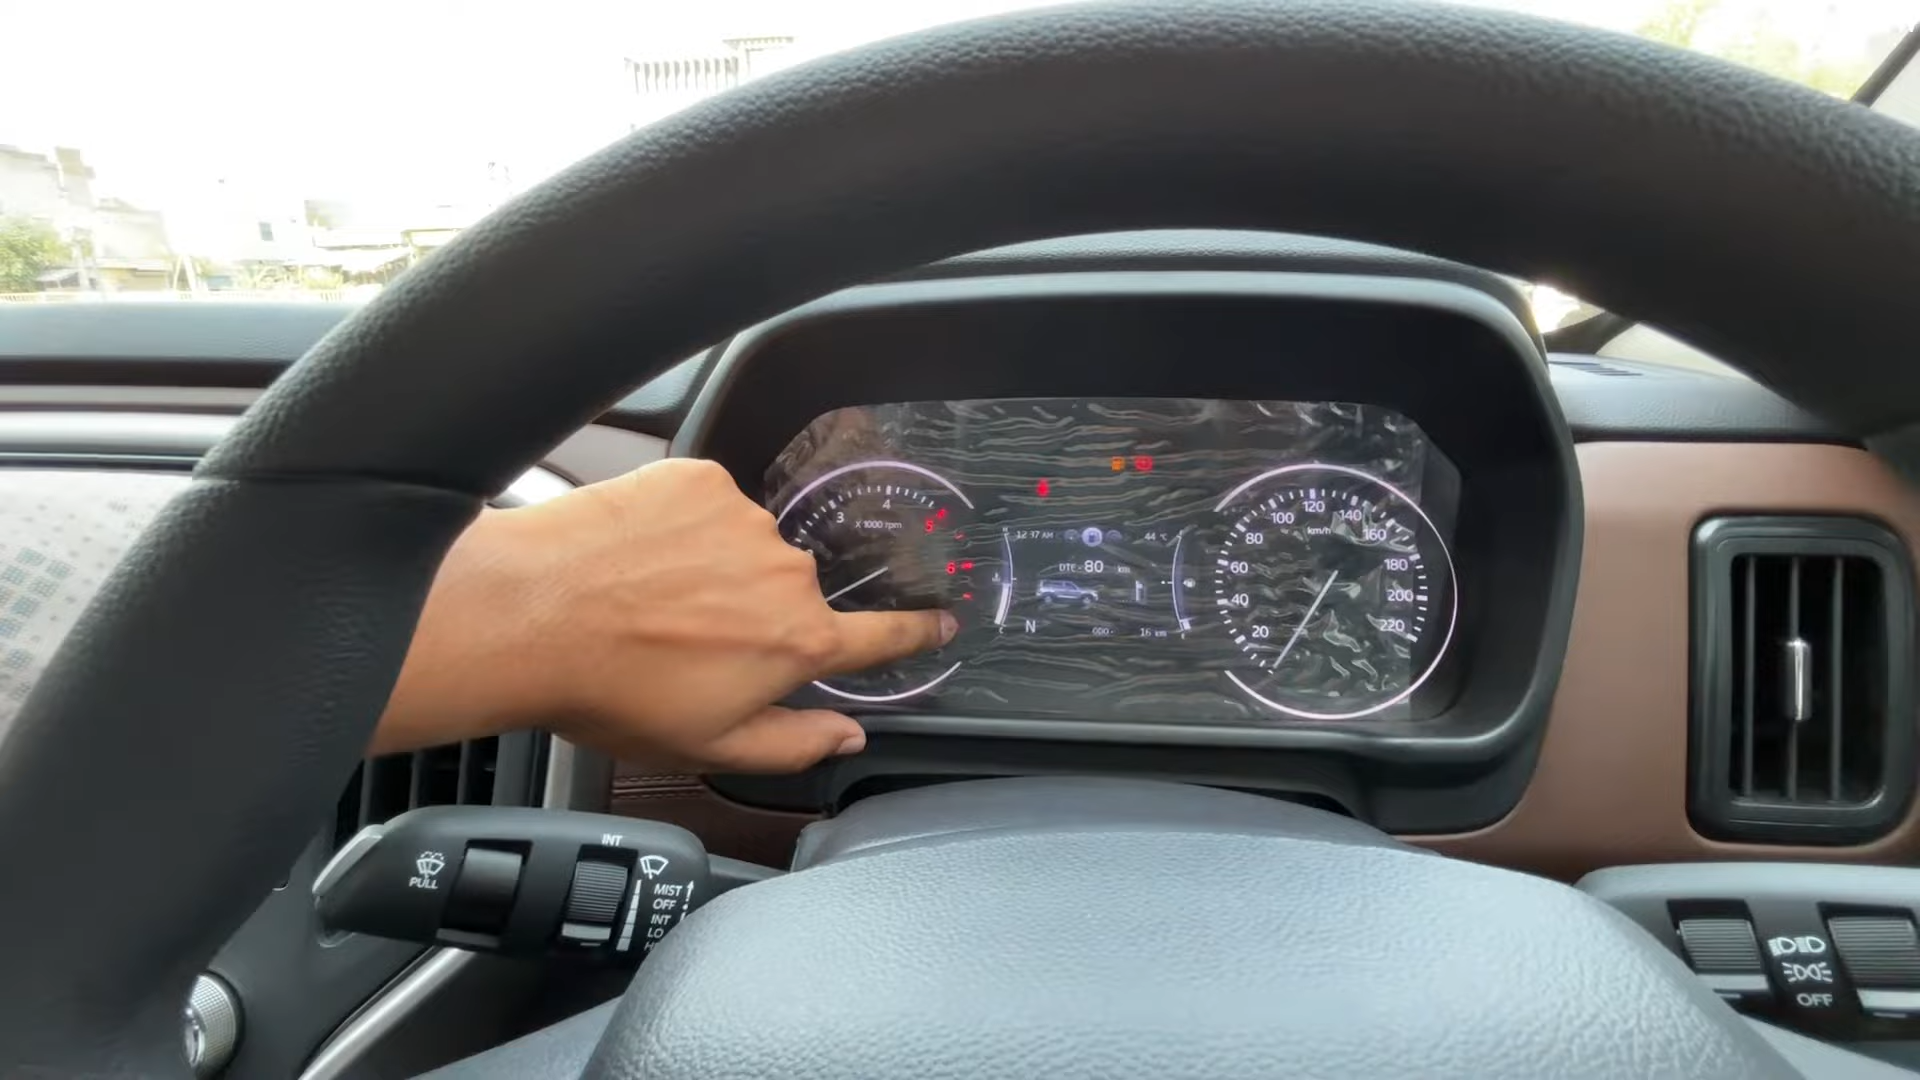 4
3
5
X 1000 rpm
6
12:37 AM
44 °C
DTE - 80 km
N
ODO - 16 km
20
40
60
80
100
120
140
160
180
200
220
km/h
INT
PULL
MIST
OFF
INT
LO
OFF